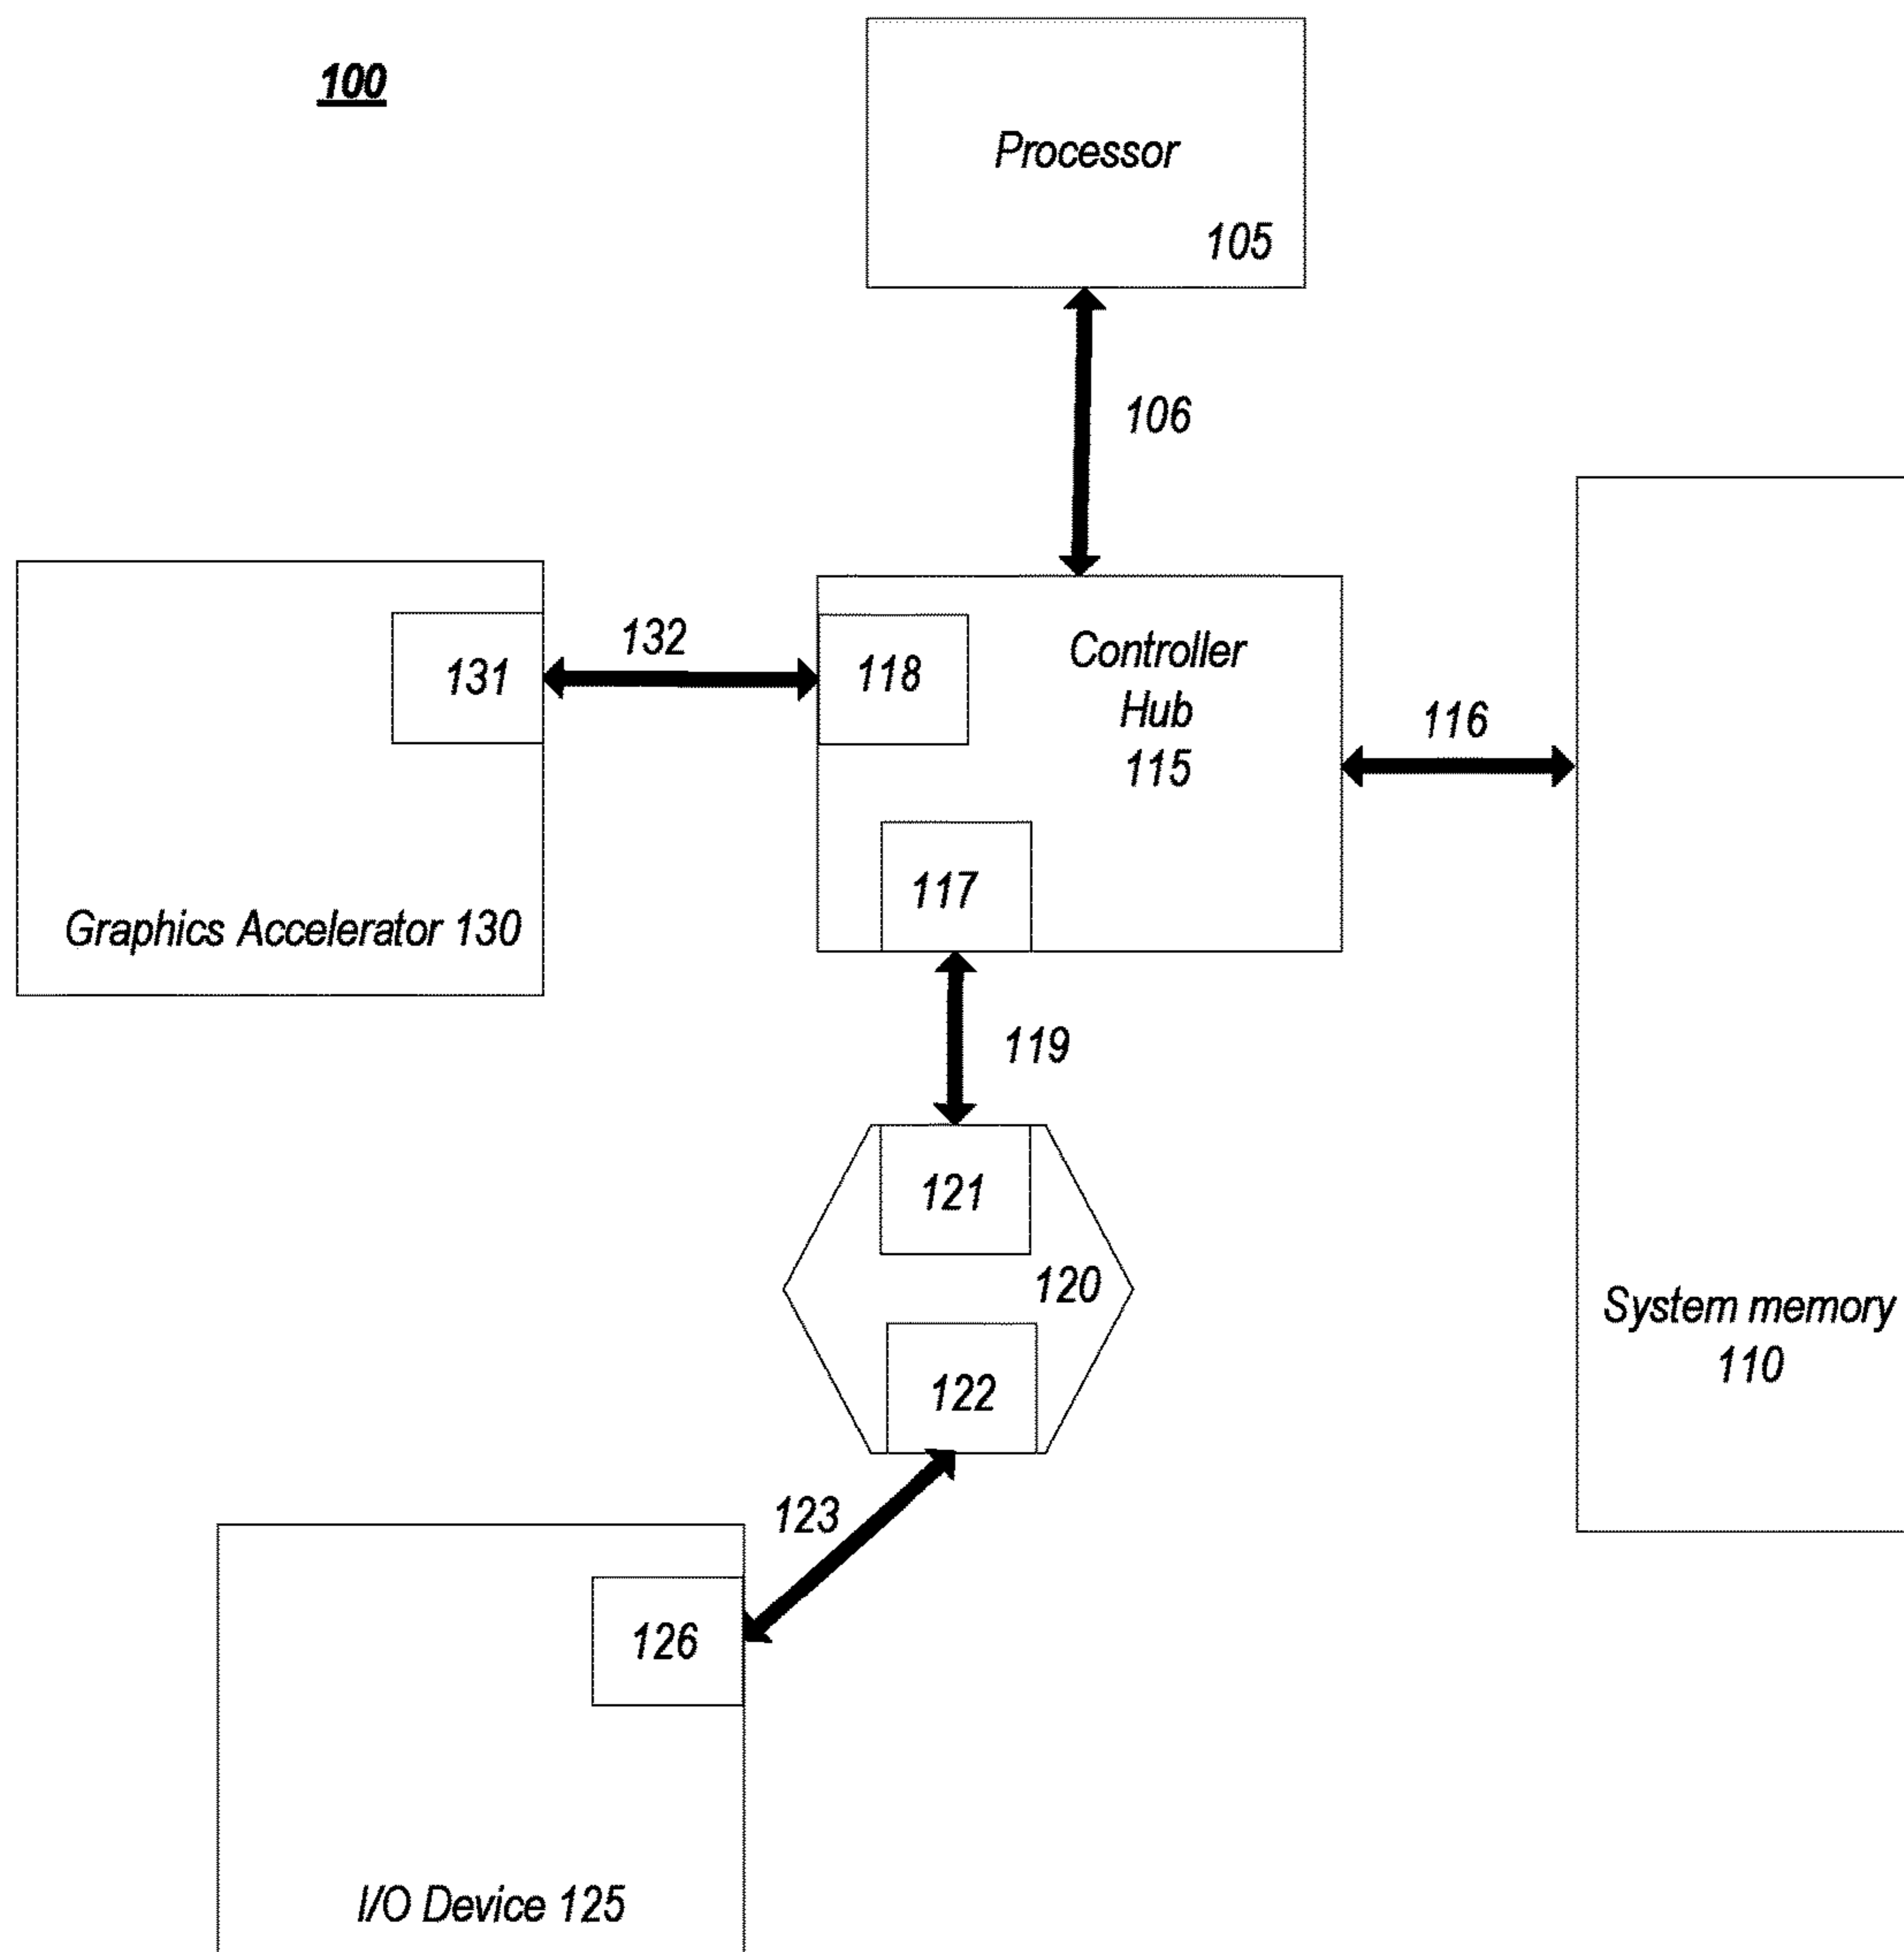 100
Processor
105
106
132
131
118
Controller
Hub
115
116
117
Graphics Accelerator 130
119
121
120
System memory
110
122
123
126
I/O Device 125